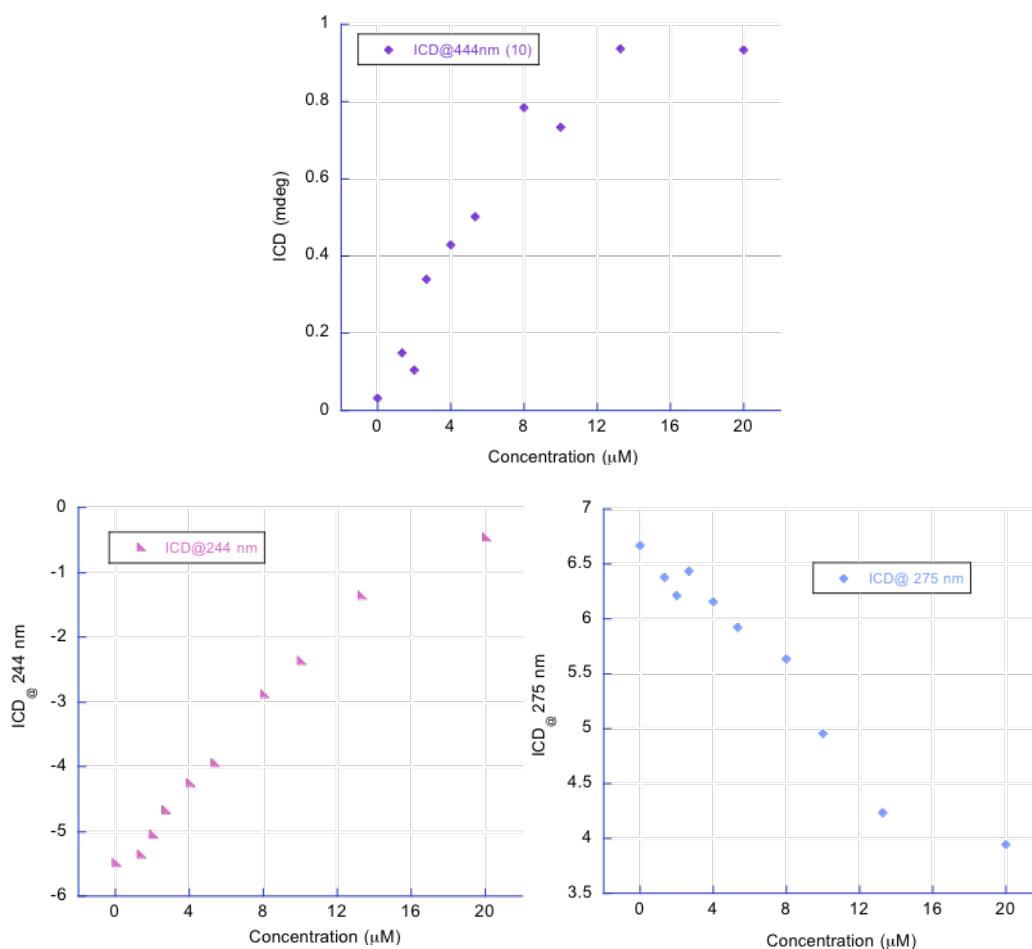 1
ICD@444nm (10)
0.8
0.6
ICD (mdeg)
0.4
0.2
0
0 4 8 12 16 20
Concentration (μM)
0
ICD@244 nm
-1
-2
ICD@ 244 nm
-3
-4
-5
-6
0 4 8 12 16 20
Concentration (μM)
7
6.5
ICD@ 275 nm
6
5.5
ICD@ 275 nm
5
4.5
4
3.5
0 4 8 12 16 20
Concentration (μM)